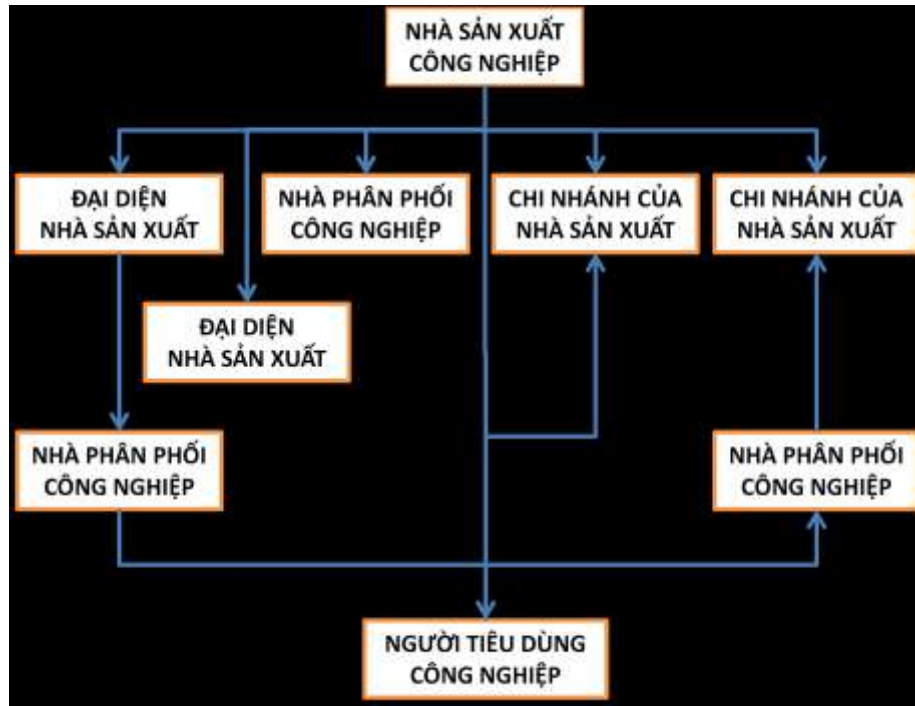 NHÀ SẢN XUẤT
CÔNG NGHIỆP
ĐẠI DIỆN
NHÀ SẢN XUẤT
NHÀ PHÂN PHỐI
CÔNG NGHIỆP
CHI NHÁNH CỦA
NHÀ SẢN XUẤT
CHI NHÁNH CỦA
NHÀ SẢN XUẤT
ĐẠI DIỆN
NHÀ SẢN XUẤT
NHÀ PHÂN PHỐI
CÔNG NGHIỆP
NHÀ PHÂN PHỐI
CÔNG NGHIỆP
NGƯỜI TIÊU DÙNG
CÔNG NGHIỆP